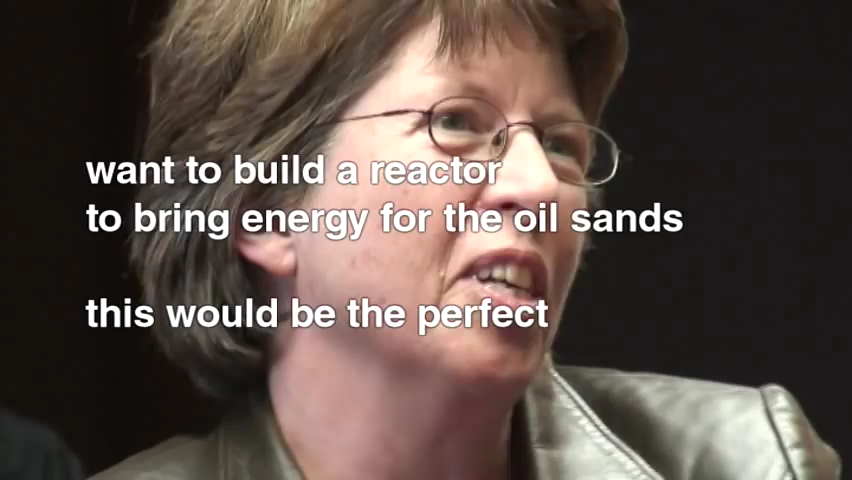 want to build a reactor
to bring energy for the oil sands
this would be the perfect